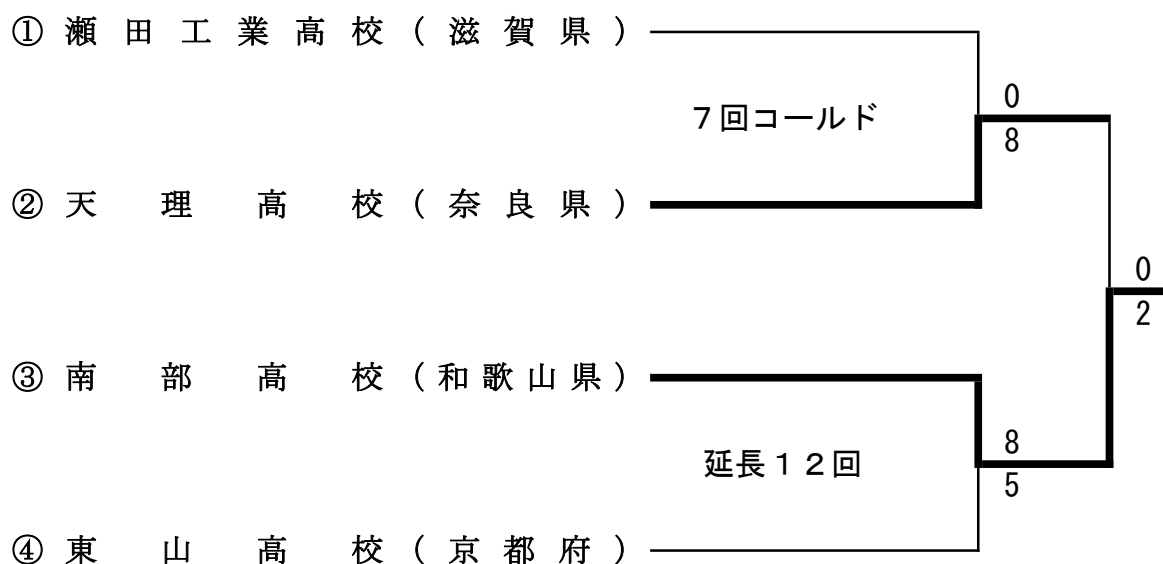 ① 瀬田工業高校(滋賀県)
0
7回コールド
8
② 天理高校(奈良県)
0
2
③ 南部高校(和歌山県)
8
延長12回
5
④ 東山高校(京都府)